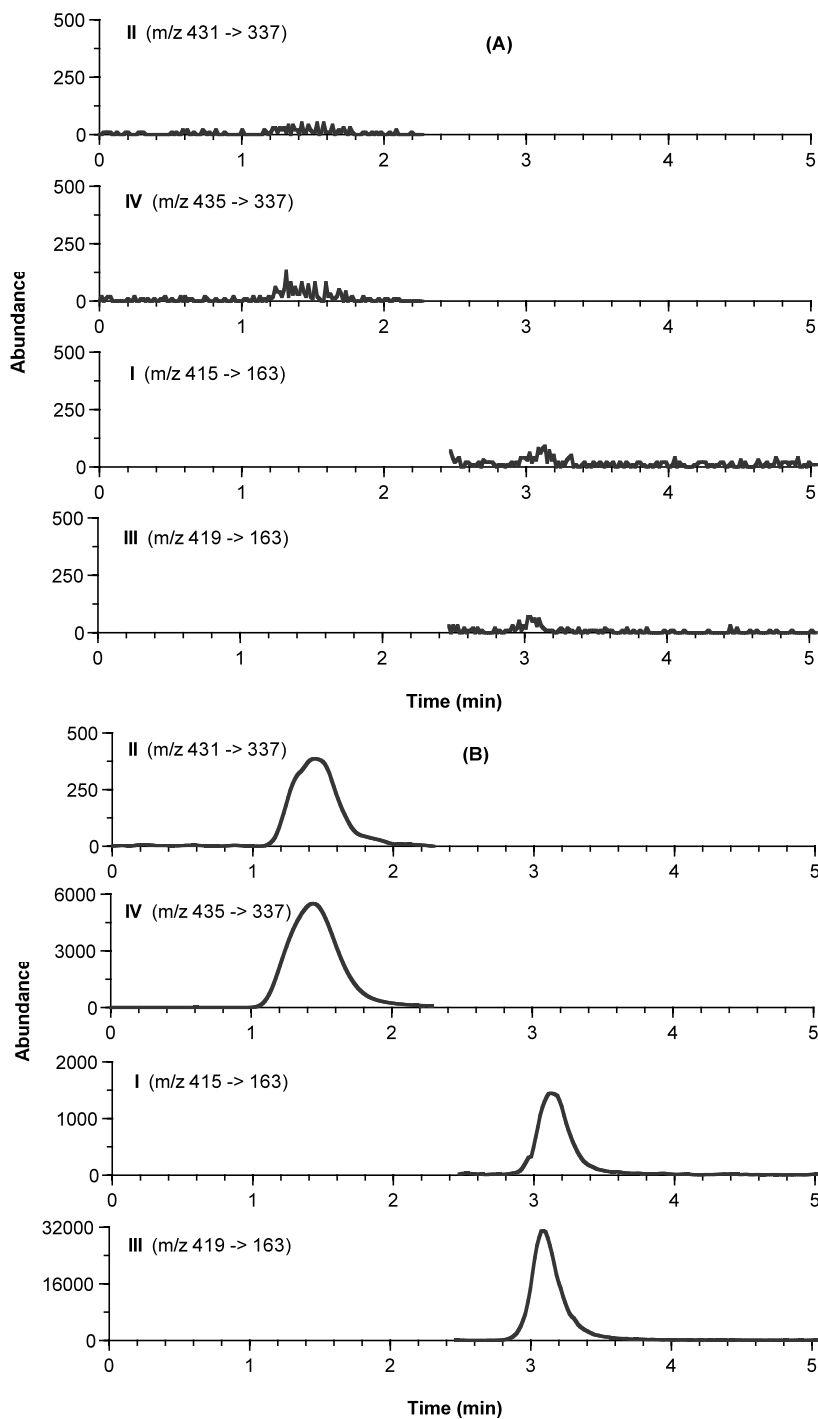 500
II (m/z 431 -> 337)
(A)
250
0
0 1 2 3 4 5
500
IV (m/z 435 -> 337)
250
0
0 1 2 3 4 5
Abundance
500
I (m/z 415 -> 163)
250
0
0 1 2 3 4 5
500
III (m/z 419 -> 163)
250
0
0 1 2 3 4 5
Time (min)
500
II (m/z 431 -> 337)
(B)
250
0
0 1 2 3 4 5
6000
IV (m/z 435 -> 337)
3000
0
0 1 2 3 4 5
Abundance
2000
I (m/z 415 -> 163)
1000
0
0 1 2 3 4 5
32000
III (m/z 419 -> 163)
16000
0
0 1 2 3 4 5
Time (min)